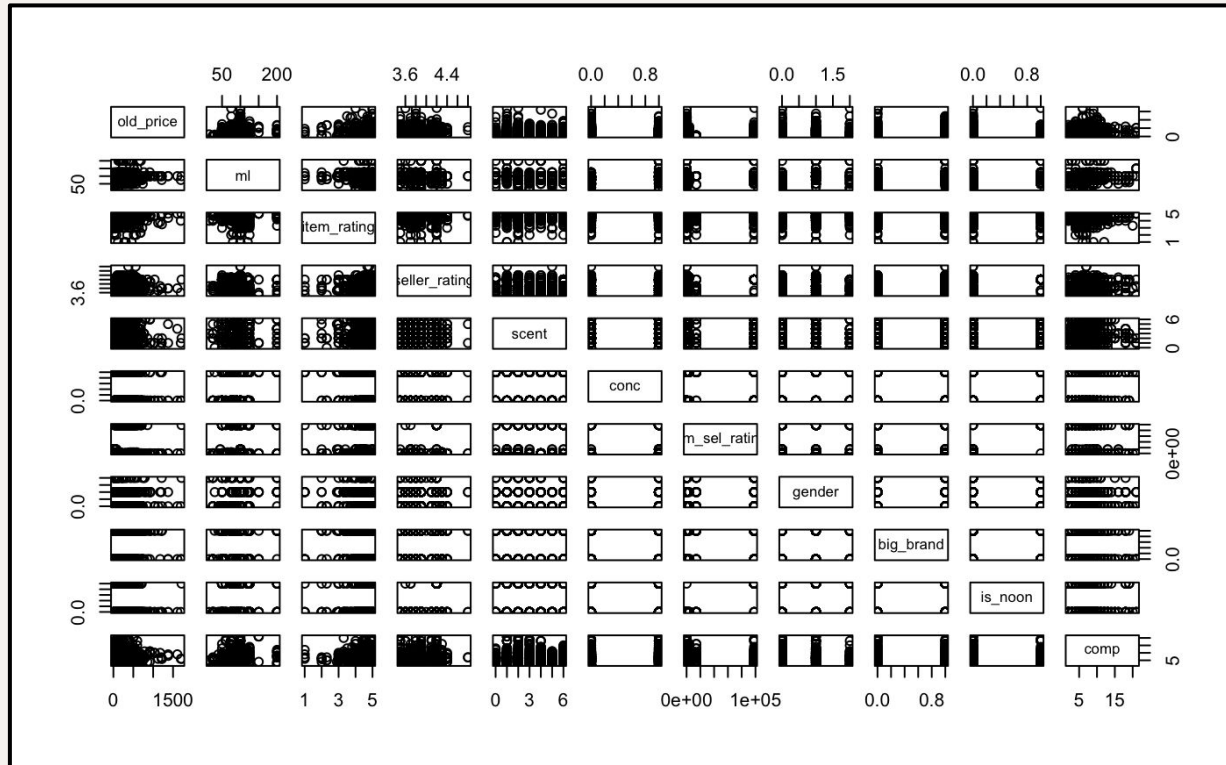 50 200 3.6 4.4 0.0 0.8 0.0 1.5 0.0 0.8
old_price 0
50 ml
item_rating 1 5
3.6 seller_rating
scent 0 6
0.0 conc
m_sel_ratin 0e+00
0.0 gender
big_brand 0.0
0.0 is_noon
comp 5
0 1500 1 3 5 0 3 6 0e+00 1e+05 0.0 0.8 5 15